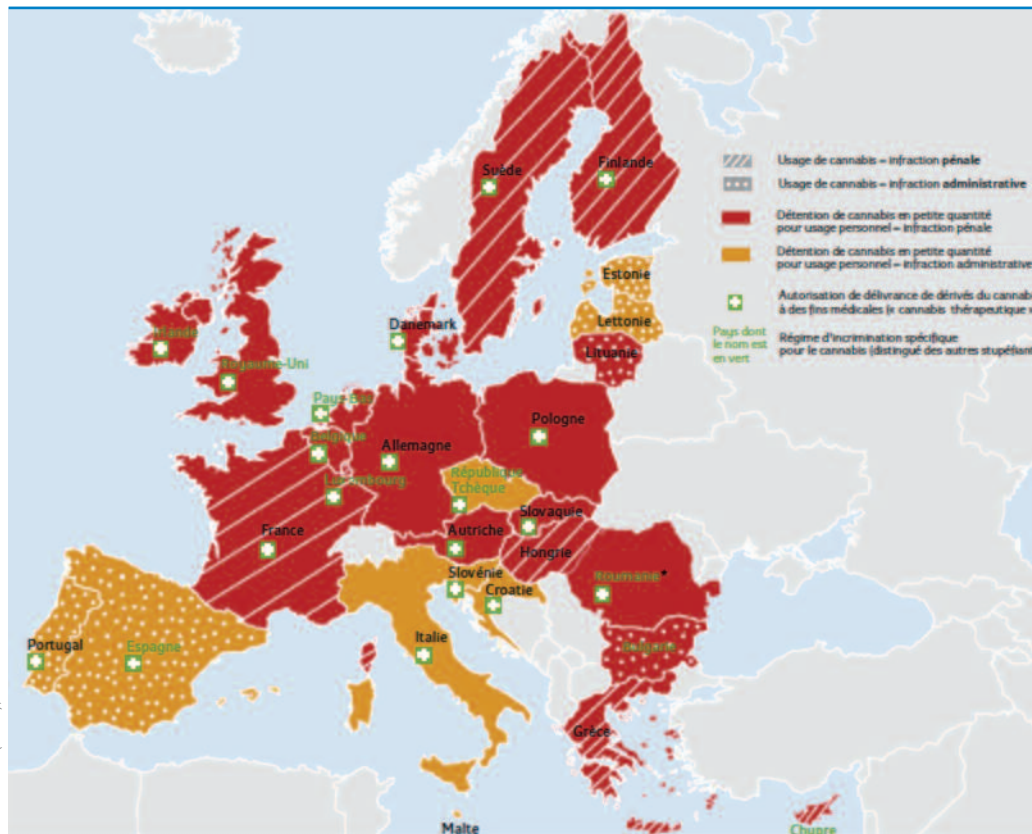 Suède
Finlande
Usage de cannabis = infraction pénale
Usage de cannabis = infraction administrative
Détention de cannabis en petite quantité
pour usage personnel = infraction pénale
Détention de cannabis en petite quantité
pour usage personnel = infraction administrative
Autorisation de délivrance de dérivés du cannabis
à des fins médicales (« cannabis thérapeutique »
Pays dont
le nom est
en vert
Régime d'incrimination spécifique
pour le cannabis (distingué des autres stupéfiants
Estonie
Lettonie
Lituanie
Danemark
Irlande
Royaume-Uni
Pays-Bas
Belgique
Allemagne
Pologne
Luxembourg
République
Tchèque
Slovaquie
France
Autriche
Hongrie
Slovénie
Croatie
Roumanie*
Italie
Portugal
Espagne
Bulgarie
Grèce
Malte
Chypre